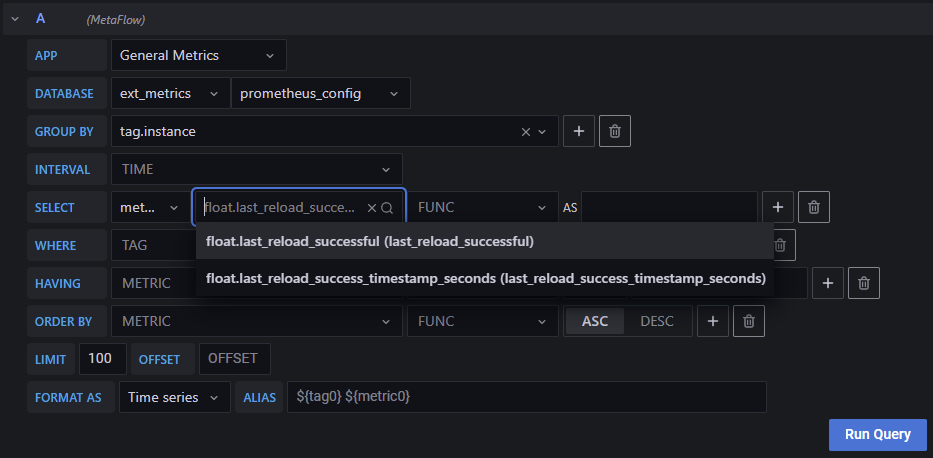 A (MetaFlow)
APP General Metrics
DATABASE ext_metrics prometheus_config
GROUP BY tag.instance
INTERVAL TIME
SELECT met... float.last_reload_succe... FUNC AS
float.last_reload_successful (last_reload_successful)
WHERE TAG
float.last_reload_success_timestamp_seconds (last_reload_success_timestamp_seconds)
HAVING METRIC
ORDER BY METRIC FUNC ASC DESC
LIMIT 100 OFFSET OFFSET
FORMAT AS Time series ALIAS ${tag0} ${metric0}
Run Query